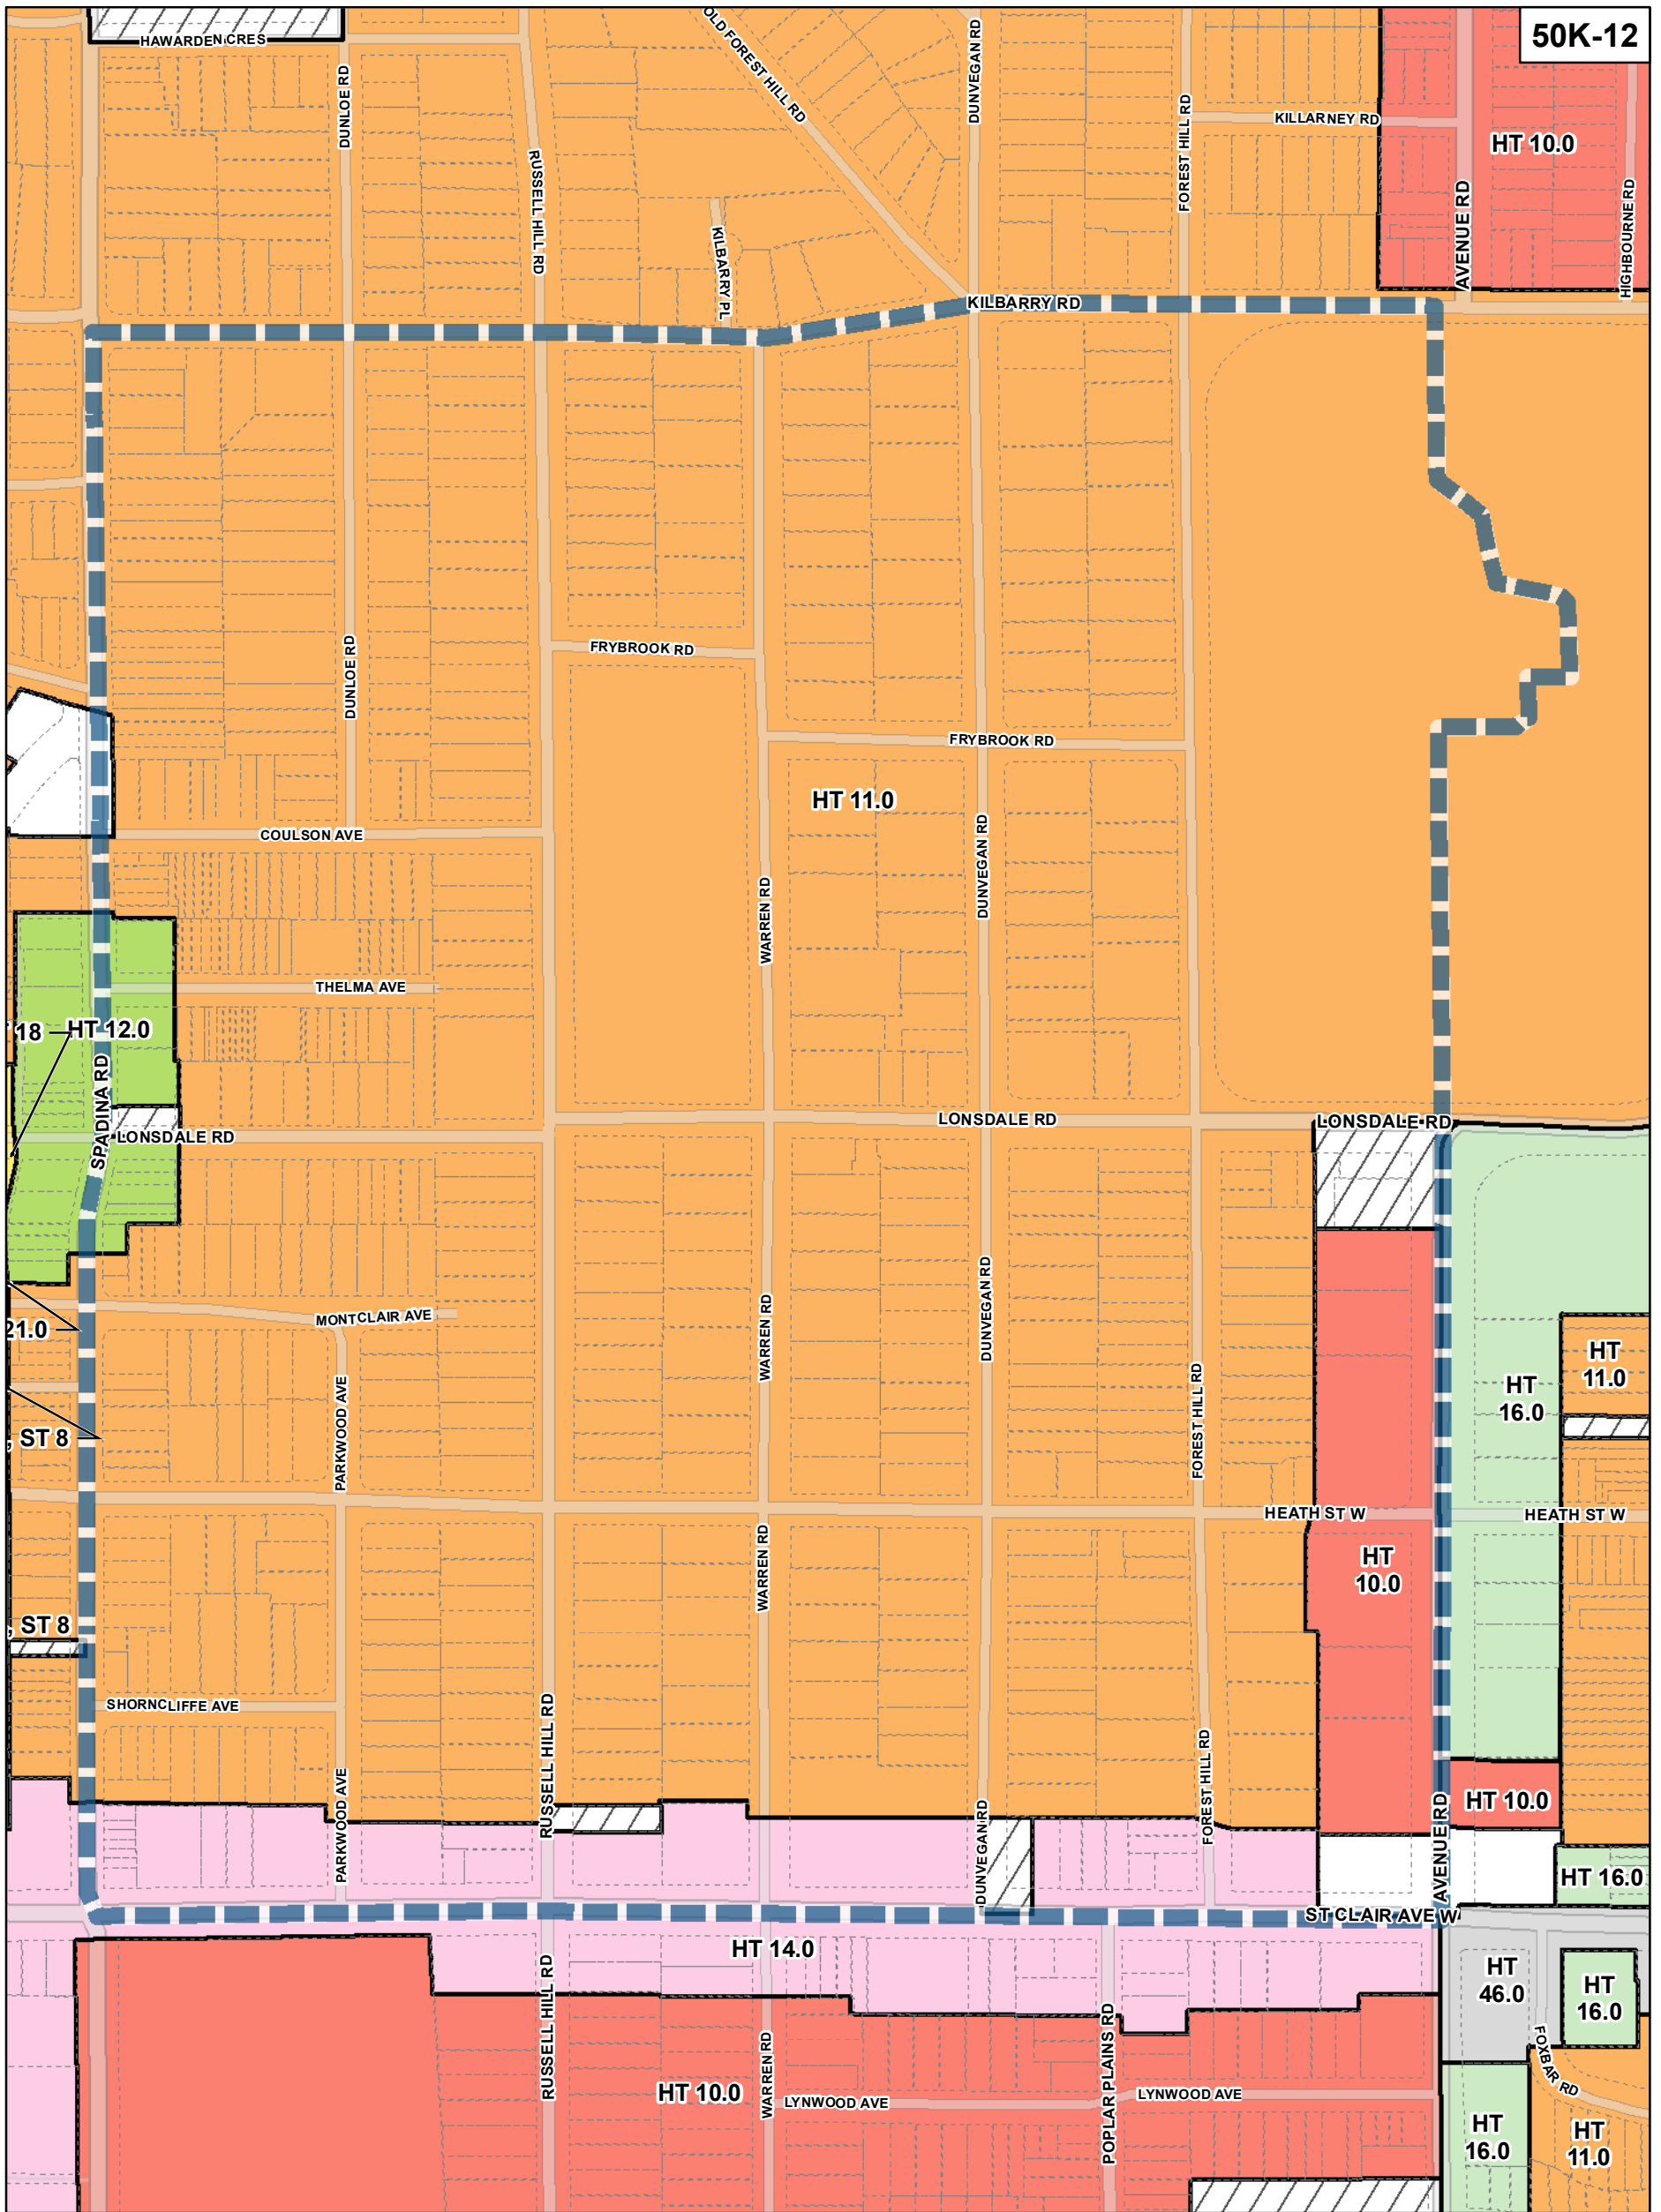 50K-12
HAWARDEN CRES
OLD FOREST HILL RD
DUNVEGAN RD
DUNLOE RD
FOREST HILL RD
KILLARNEY RD
HT 10.0
RUSSELL HILL RD
AVENUE RD
HIGHBOURNE RD
KILBARRY PL
KILBARRY RD
DUNLOE RD
FRYBROOK RD
FRYBROOK RD
HT 11.0
COULSON AVE
DUNVEGAN RD
WARREN RD
THELMA AVE
18
HT 12.0
SPADINA RD
LONSDALE RD
LONSDALE RD
LONSDALE RD
MONTCLAIR AVE
21.0
WARREN RD
DUNVEGAN RD
HT
11.0
HT
16.0
PARKWOOD AVE
FOREST HILL RD
, ST 8
HEATH ST W
HEATH ST W
WARREN RD
HT
10.0
, ST 8
SHORNCLIFFE AVE
RUSSELL HILL RD
FOREST HILL RD
PARKWOOD AVE
DUNVEGAN RD
AVENUE RD
HT 10.0
HT 16.0
ST CLAIR AVE W
HT 14.0
HT
46.0
HT
16.0
RUSSELL HILL RD
WARREN RD
POPLAR PLAINS RD
FOXBAR RD
HT 10.0
LYNWOOD AVE
LYNWOOD AVE
HT
16.0
HT
11.0